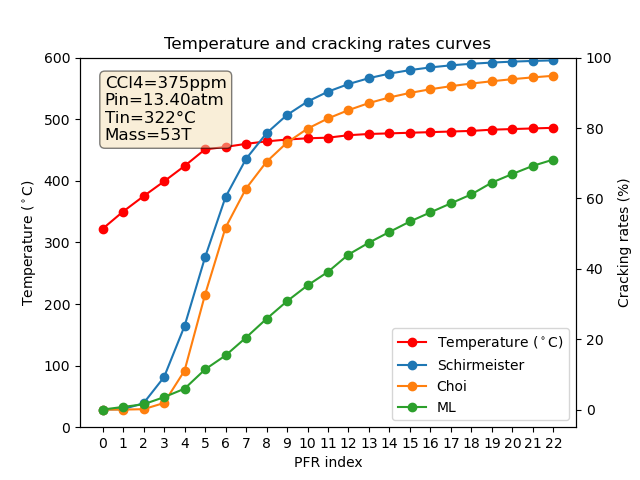 Temperature and cracking rates curves
CCl4=375ppm
Pin=13.40atm
Tin=322°C
Mass=53T
600
500
400
300
200
100
0
Temperature (°C)
100
80
60
40
20
0
Cracking rates (%)
Temperature (°C)
Schirmeister
Choi
ML
0 1 2 3 4 5 6 7 8 9 10 11 12 13 14 15 16 17 18 19 20 21 22
PFR index